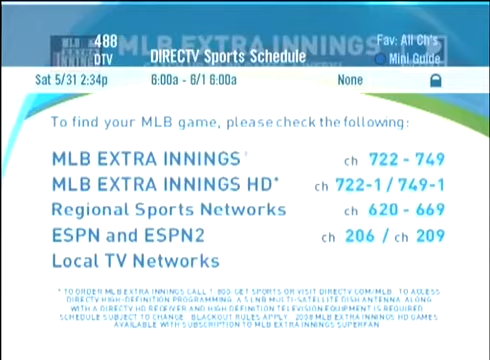 MLB EXTRA INNINGS
488 DTV
DIRECTV Sports Schedule
Fav: All Ch's
Mini Guide
Sat 5/31 2:34p 6:00a - 6/1 6:00a None
To find your MLB game, please check the following:
MLB EXTRA INNINGS* ch 722 - 749
MLB EXTRA INNINGS HD* ch 722-1 / 749-1
Regional Sports Networks ch 620 - 669
ESPN and ESPN2 ch 206 / ch 209
Local TV Networks
* TO ORDER MLB EXTRA INNINGS CALL 1-800-GET-SPORTS OR VISIT DIRECTV.COM/MLB. TO ACCESS
DIRECTV HIGH-DEFINITION PROGRAMMING, A 5 LNB MULTI-SATELLITE DISH ANTENNA, ALONG
WITH A DIRECTV HD RECEIVER AND HIGH DEFINITION TELEVISION EQUIPMENT IS REQUIRED.
SCHEDULE SUBJECT TO CHANGE. BLACKOUT RULES APPLY. 2008 MLB EXTRA INNINGS HD GAMES
AVAILABLE WITH SUBSCRIPTION TO MLB EXTRA INNINGS SUPERFAN